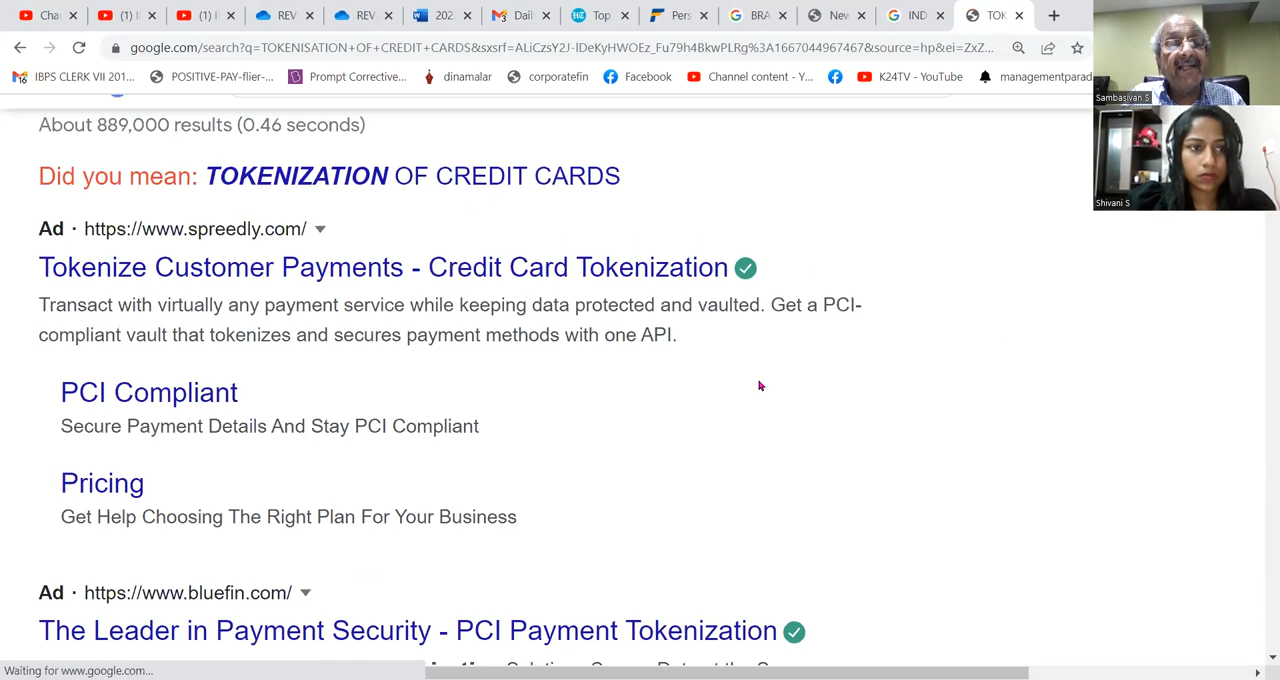 Cha
(1) I
(1) I
REV
REV
202
Dail
Top
Pers
BRA
Nev
IND
TOK
google.com/search?q=TOKENISATION+OF+CREDIT+CARDS&sxsrf=ALiCzsY2J-lDeKyHWOEz_Fu79h4BkwPLRg%3A1667044967467&source=hp&ei=ZxZ...
IBPS CLERK VII 201...
POSITIVE-PAY-flier-...
Prompt Corrective...
dinamalar
corporatefin
Facebook
Channel content - Y...
K24TV - YouTube
managementparad
Sambasivan S
Shivani S
About 889,000 results (0.46 seconds)
Did you mean: TOKENIZATION OF CREDIT CARDS
Ad · https://www.spreedly.com/
Tokenize Customer Payments - Credit Card Tokenization
Transact with virtually any payment service while keeping data protected and vaulted. Get a PCI-
compliant vault that tokenizes and secures payment methods with one API.
PCI Compliant
Secure Payment Details And Stay PCI Compliant
Pricing
Get Help Choosing The Right Plan For Your Business
Ad · https://www.bluefin.com/
The Leader in Payment Security - PCI Payment Tokenization
Waiting for www.google.com...